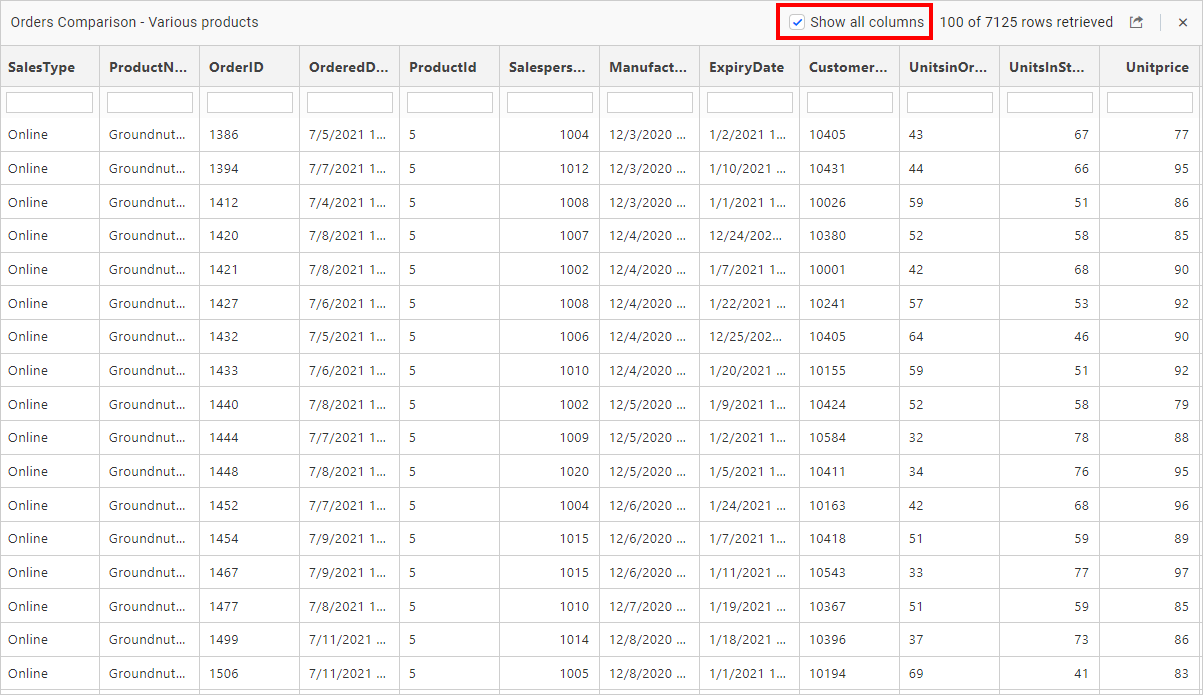 Orders Comparison - Various products Show all columns 100 of 7125 rows retrieved
SalesType ProductN... OrderID OrderedD... ProductId Salespers... Manufact... ExpiryDate Customer... UnitsinOr... UnitsInSt... Unitprice
Online Groundnut... 1386 7/5/2021 1... 5 1004 12/3/2020 ... 1/2/2021 1... 10405 43 67 77
Online Groundnut... 1394 7/7/2021 1... 5 1012 12/3/2020 ... 1/10/2021 ... 10431 44 66 95
Online Groundnut... 1412 7/4/2021 1... 5 1008 12/3/2020 ... 1/1/2021 1... 10026 59 51 86
Online Groundnut... 1420 7/8/2021 1... 5 1007 12/4/2020 ... 12/24/202... 10380 52 58 85
Online Groundnut... 1421 7/8/2021 1... 5 1002 12/4/2020 ... 1/7/2021 1... 10001 42 68 90
Online Groundnut... 1427 7/6/2021 1... 5 1008 12/4/2020 ... 1/22/2021 ... 10241 57 53 92
Online Groundnut... 1432 7/5/2021 1... 5 1006 12/4/2020 ... 12/25/202... 10405 64 46 90
Online Groundnut... 1433 7/6/2021 1... 5 1010 12/4/2020 ... 1/20/2021 ... 10155 59 51 92
Online Groundnut... 1440 7/8/2021 1... 5 1002 12/5/2020 ... 1/9/2021 1... 10424 52 58 79
Online Groundnut... 1444 7/7/2021 1... 5 1009 12/5/2020 ... 1/2/2021 1... 10584 32 78 88
Online Groundnut... 1448 7/8/2021 1... 5 1020 12/5/2020 ... 1/5/2021 1... 10411 34 76 95
Online Groundnut... 1452 7/7/2021 1... 5 1004 12/6/2020 ... 1/24/2021 ... 10163 42 68 96
Online Groundnut... 1454 7/9/2021 1... 5 1015 12/6/2020 ... 1/7/2021 1... 10418 51 59 89
Online Groundnut... 1467 7/9/2021 1... 5 1015 12/6/2020 ... 1/11/2021 ... 10543 33 77 97
Online Groundnut... 1477 7/8/2021 1... 5 1010 12/7/2020 ... 1/19/2021 ... 10367 51 59 85
Online Groundnut... 1499 7/11/2021 ... 5 1014 12/8/2020 ... 1/18/2021 ... 10396 37 73 86
Online Groundnut... 1506 7/11/2021 ... 5 1005 12/8/2020 ... 1/1/2021 1... 10194 69 41 83